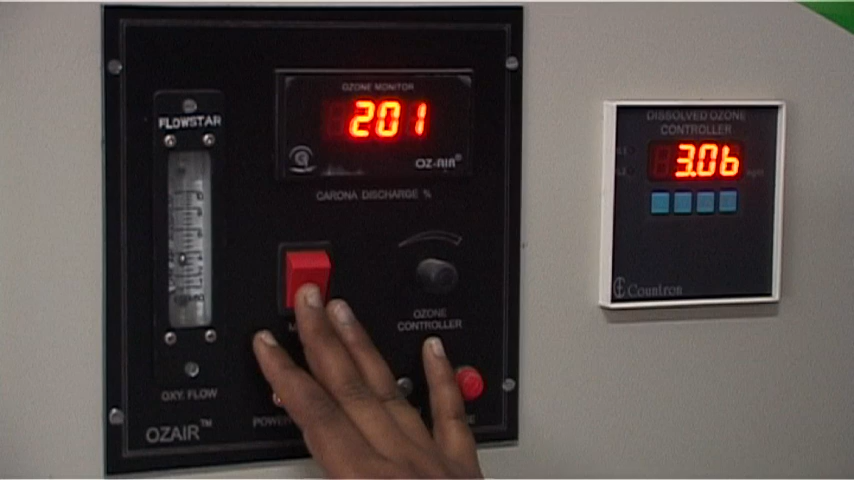 FLOWSTAR
OZONE MONITOR
201
OZ-AIR®
CARONA DISCHARGE %
OZONE
CONTROLLER
OXY. FLOW
POWER
OZAIR™
DISSOLVED OZONE
CONTROLLER
3.06
Countron